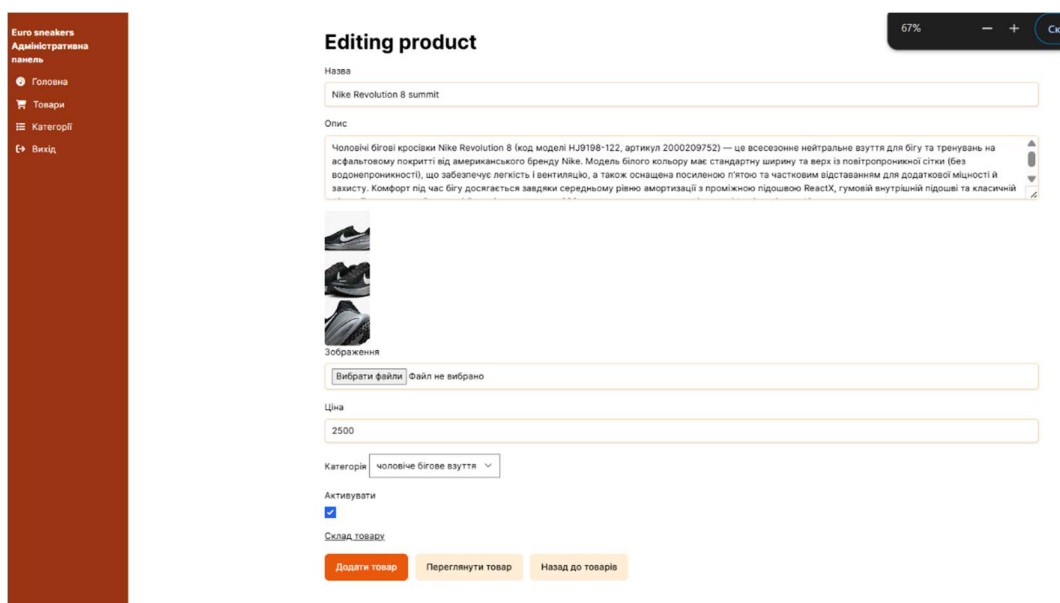 Euro sneakers
Адміністративна
панель
Головна
Товари
Категорії
Вихід
67%
Editing product
Назва
Nike Revolution 8 summit
Опис
Чоловічі бігові кросівки Nike Revolution 8 (код моделі HJ9198-122, артикул 2000209752) — це всесезонне нейтральне взуття для бігу та тренувань на
асфальтовому покритті від американського бренду Nike. Модель білого кольору має стандартну ширину та верх із повітропроникної сітки (без
водонепроникності), що забезпечує легкість і вентиляцію, а також оснащена посиленою п'ятою та частковим відставанням для додаткової міцності й
захисту. Комфорт під час бігу досягається завдяки середньому рівню амортизації з проміжною підошвою ReactX, гумовій внутрішній підошві та класичній
Зображення
Вибрати файли Файл не вибрано
Ціна
2500
Категорія чоловіче бігове взуття
Активувати
Склад товару
Додати товар Переглянути товар Назад до товарів